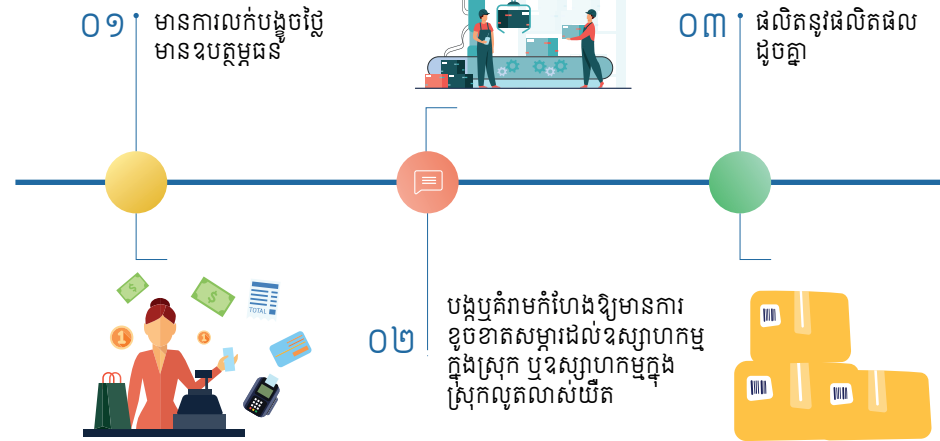 ០១
មានការលក់បង្ខូចថ្លៃ
មានឧបត្ថម្ភធន
០៣
ផលិតនូវផលិតផល
ដូចគ្នា
TOTAL
០២
បង្កឬគំរាមកំហែងឱ្យមានការ
ខូចខាតសម្ភារដល់ឧស្សាហកម្ម
ក្នុងស្រុក ឬឧស្សាហកម្មក្នុង
ស្រុកលូតលាស់យឺត
$
$
1
1